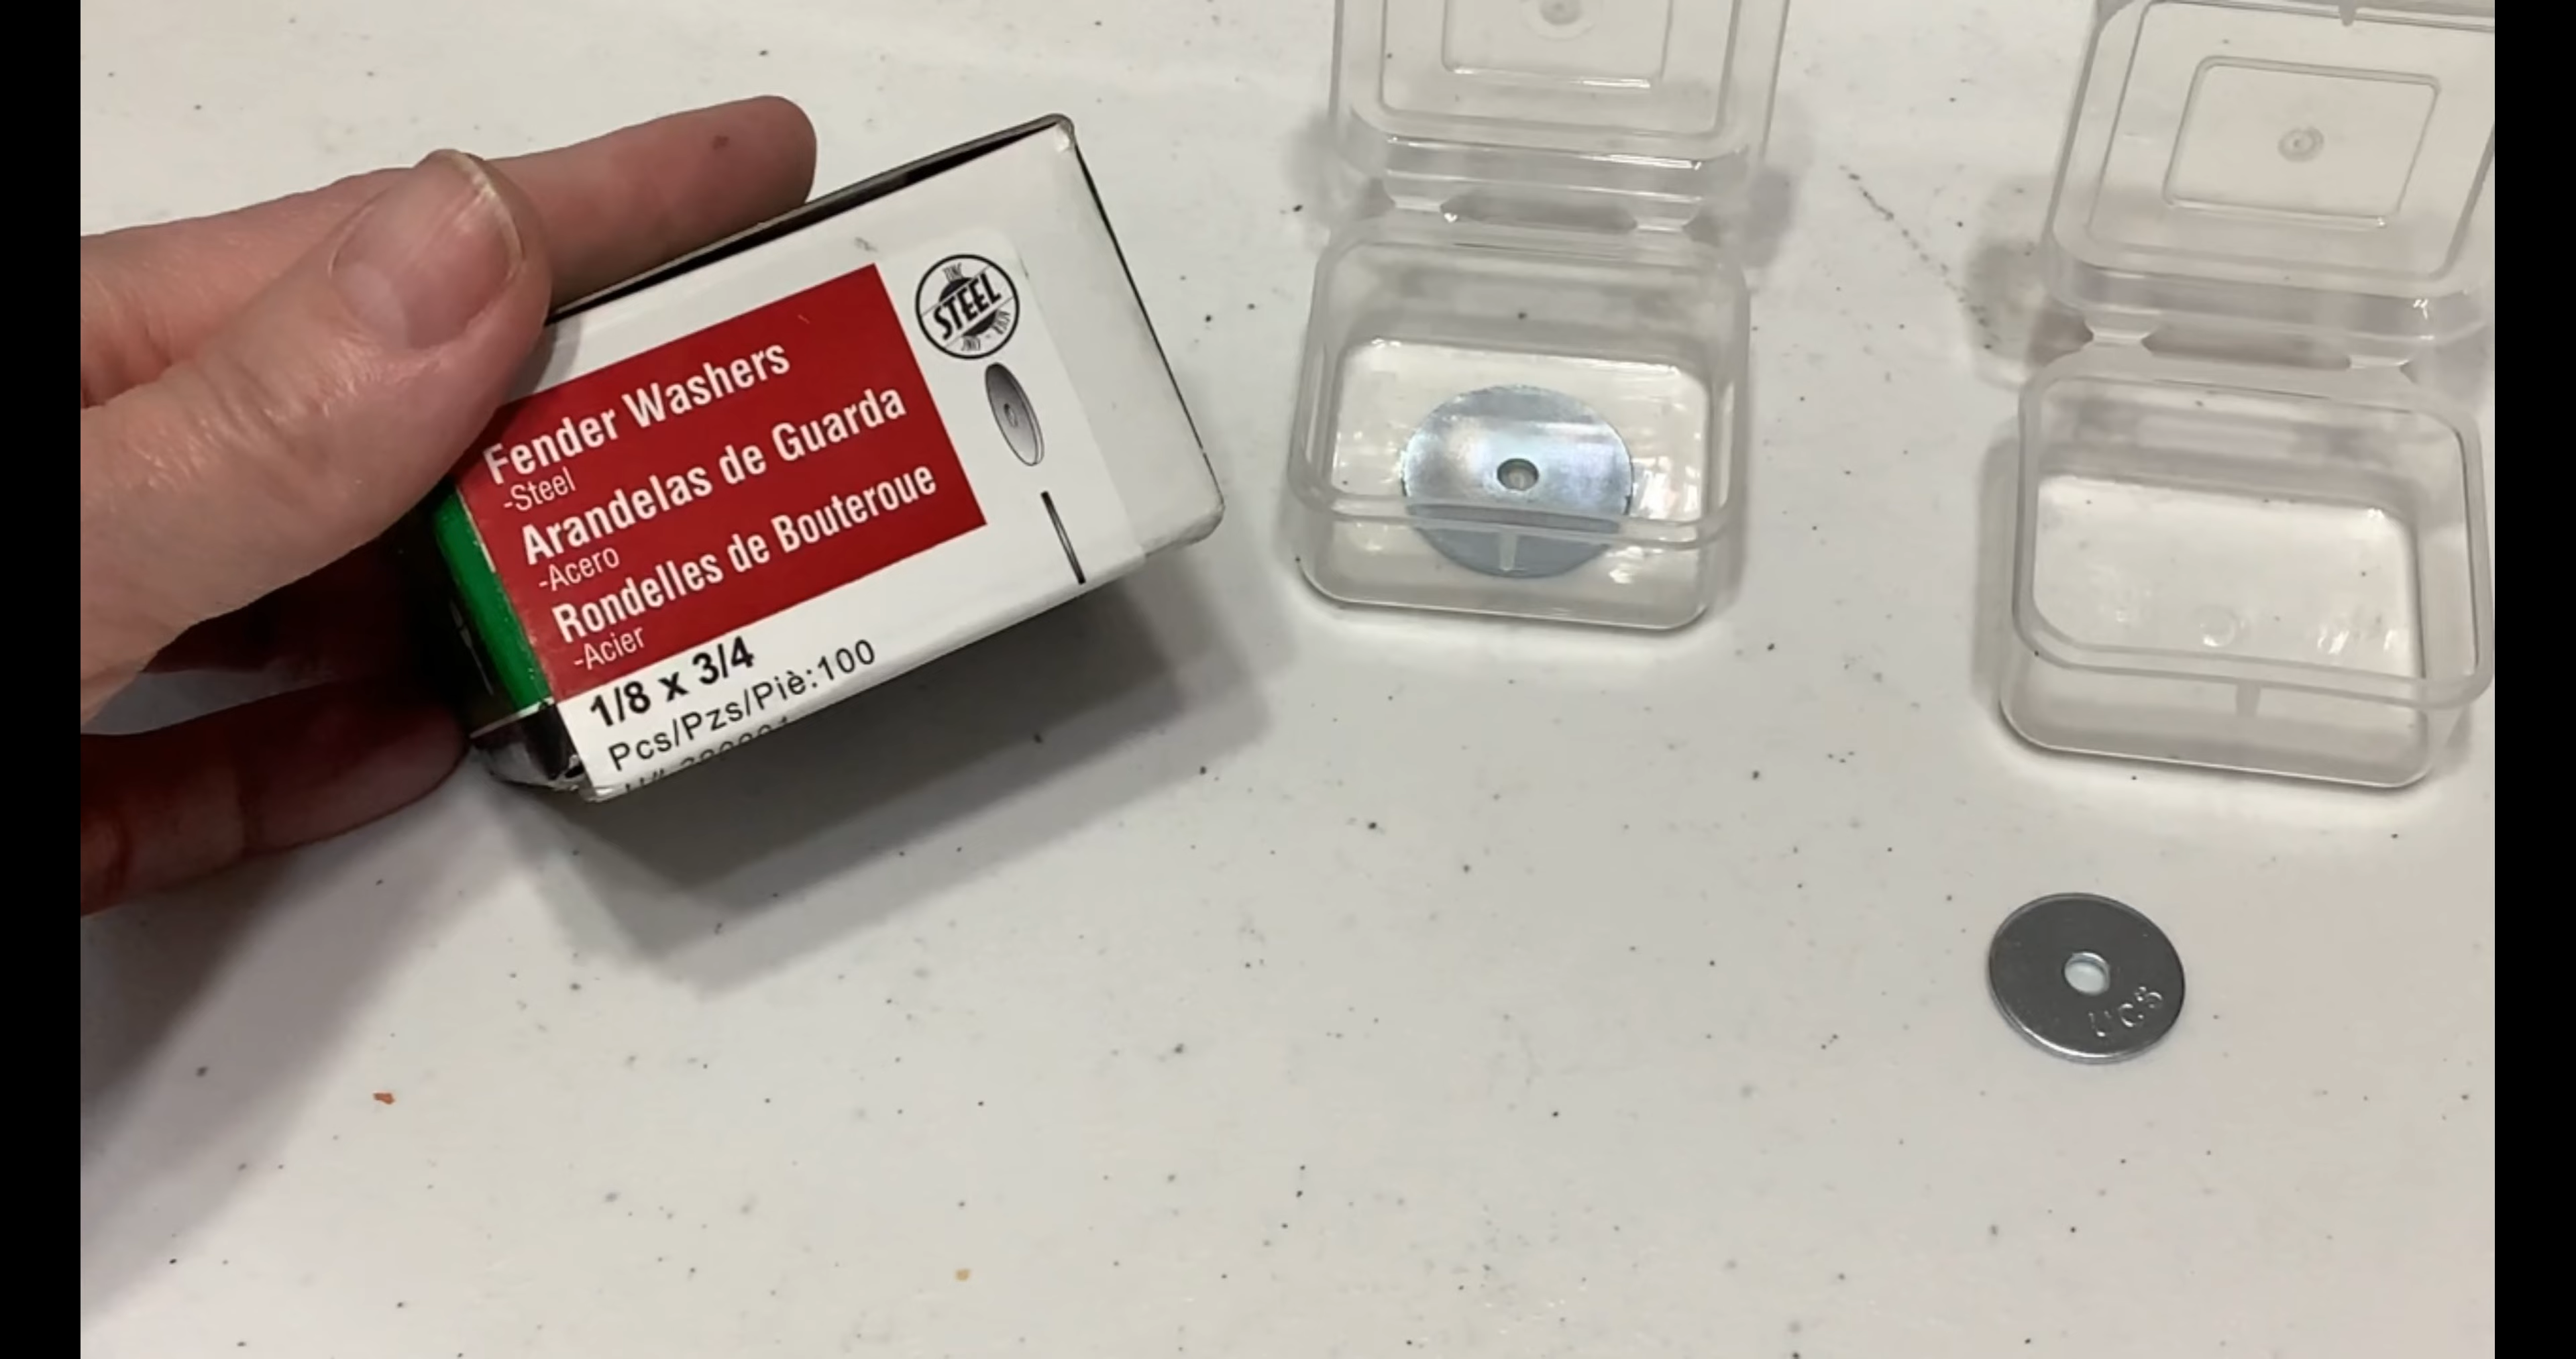 Fender Washers
-Steel
Arandelas de Guarda
-Acero
Rondelles de Bouteroue
-Acier
1/8 x 3/4
Pcs/Pzs/Piè:100
STEEL
UCS